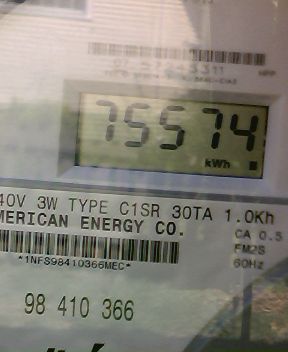 75574
kWh
40V 3W TYPE C1SR 30TA 1.0Kh
MERICAN ENERGY CO.
CA 0.5
FM2S
60Hz
*1NFS98410366MEC*
98 410 366